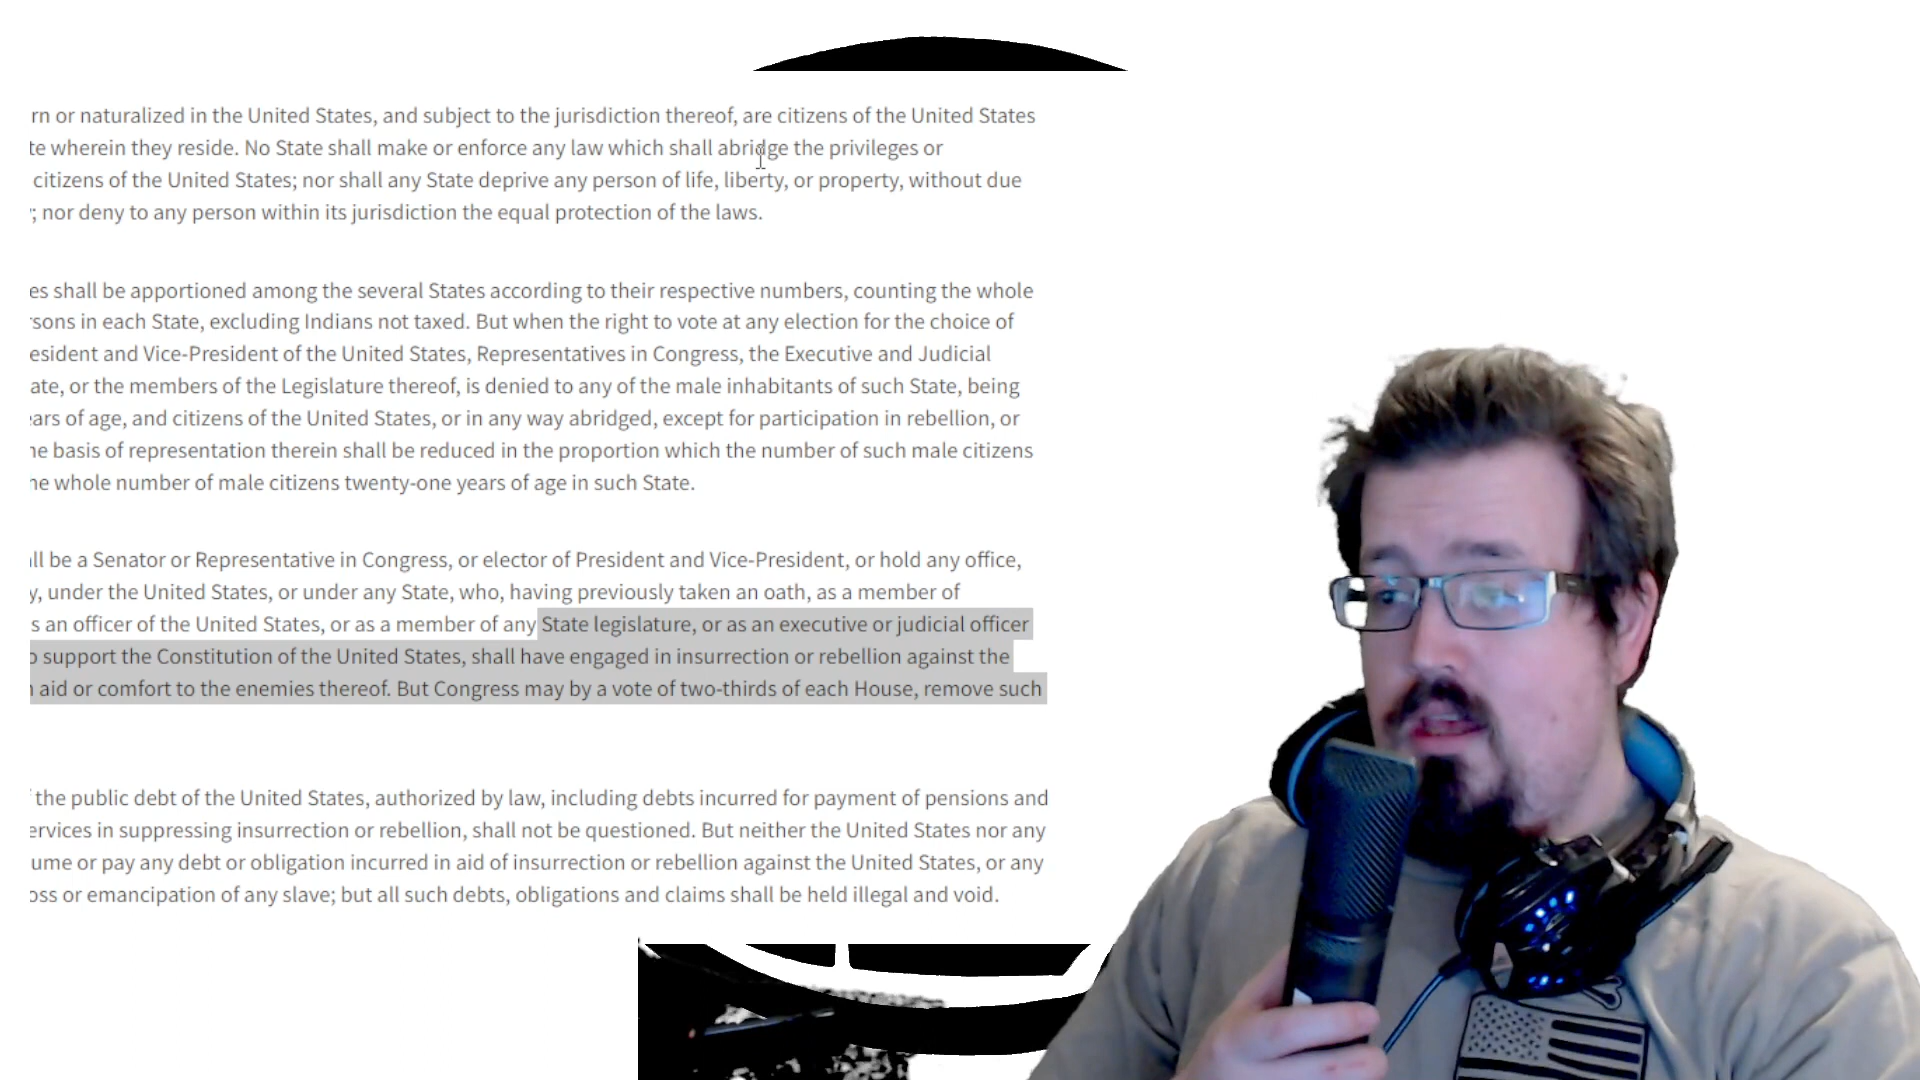 rn or naturalized in the United States, and subject to the jurisdiction thereof, are citizens of the United States
te wherein they reside. No State shall make or enforce any law which shall abridge the privileges or
citizens of the United States; nor shall any State deprive any person of life, liberty, or property, without due
; nor deny to any person within its jurisdiction the equal protection of the laws.
es shall be apportioned among the several States according to their respective numbers, counting the whole
rsons in each State, excluding Indians not taxed. But when the right to vote at any election for the choice of
esident and Vice-President of the United States, Representatives in Congress, the Executive and Judicial
ate, or the members of the Legislature thereof, is denied to any of the male inhabitants of such State, being
ars of age, and citizens of the United States, or in any way abridged, except for participation in rebellion, or
he basis of representation therein shall be reduced in the proportion which the number of such male citizens
he whole number of male citizens twenty-one years of age in such State.
ll be a Senator or Representative in Congress, or elector of President and Vice-President, or hold any office,
y, under the United States, or under any State, who, having previously taken an oath, as a member of
s an officer of the United States, or as a member of any State legislature, or as an executive or judicial officer
o support the Constitution of the United States, shall have engaged in insurrection or rebellion against the
aid or comfort to the enemies thereof. But Congress may by a vote of two-thirds of each House, remove such
the public debt of the United States, authorized by law, including debts incurred for payment of pensions and
ervices in suppressing insurrection or rebellion, shall not be questioned. But neither the United States nor any
ume or pay any debt or obligation incurred in aid of insurrection or rebellion against the United States, or any
oss or emancipation of any slave; but all such debts, obligations and claims shall be held illegal and void.